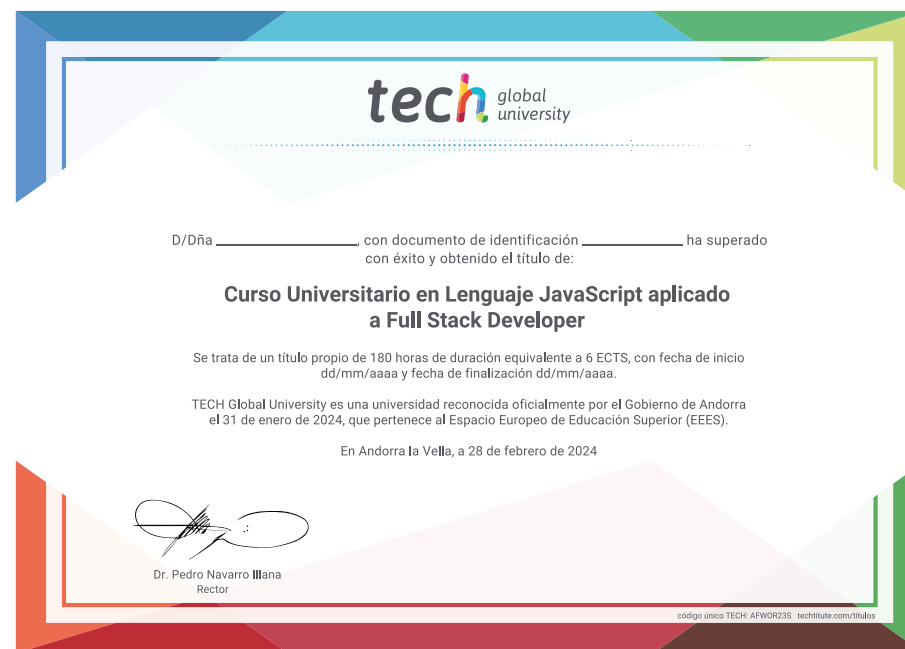 tech global
university
D/Dña ______________, con documento de identificación __________ ha superado
con éxito y obtenido el título de:
Curso Universitario en Lenguaje JavaScript aplicado
a Full Stack Developer
Se trata de un título propio de 180 horas de duración equivalente a 6 ECTS, con fecha de inicio
dd/mm/aaaa y fecha de finalización dd/mm/aaaa.
TECH Global University es una universidad reconocida oficialmente por el Gobierno de Andorra
el 31 de enero de 2024, que pertenece al Espacio Europeo de Educación Superior (EEES).
En Andorra la Vella, a 28 de febrero de 2024
Dr. Pedro Navarro Illana
Rector
código único TECH: AFWOR23S techtitute.com/titulos